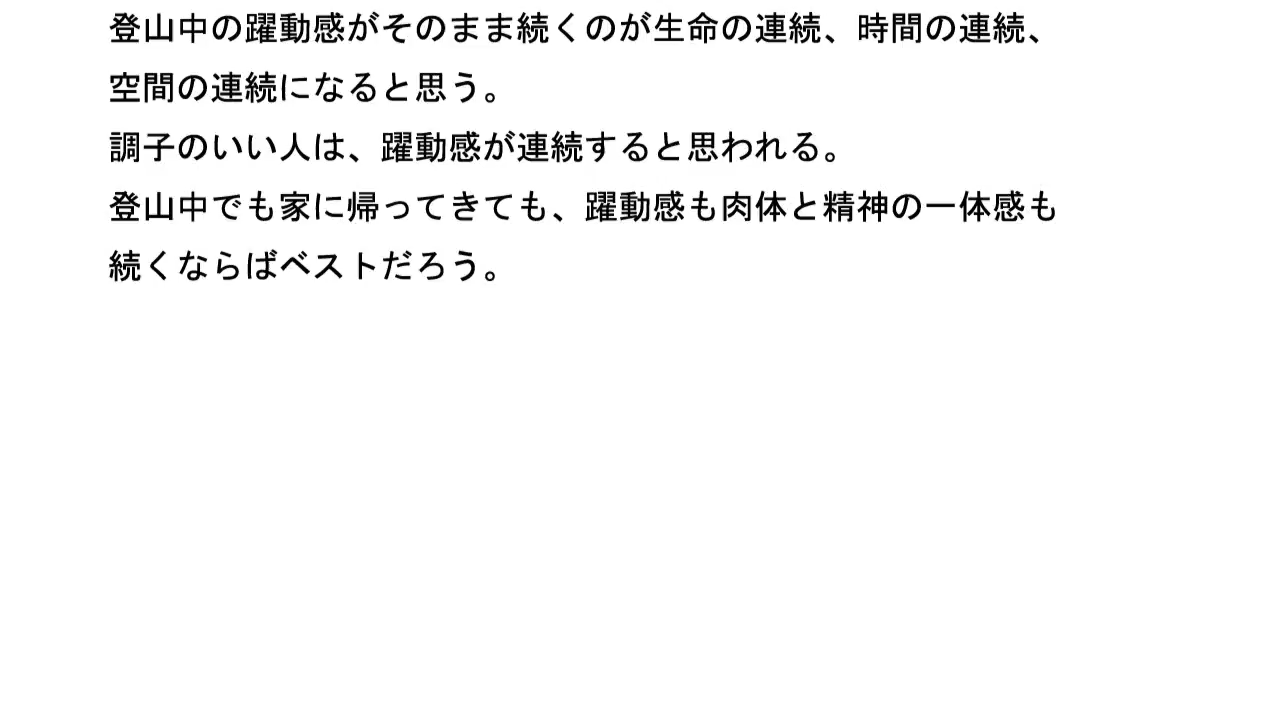 登山中の躍動感がそのまま続くのが生命の連続、時間の連続、
空間の連続になると思う。
調子のいい人は、躍動感が連続すると思われる。
登山中でも家に帰ってきても、躍動感も肉体と精神の一体感も
続くならばベストだろう。